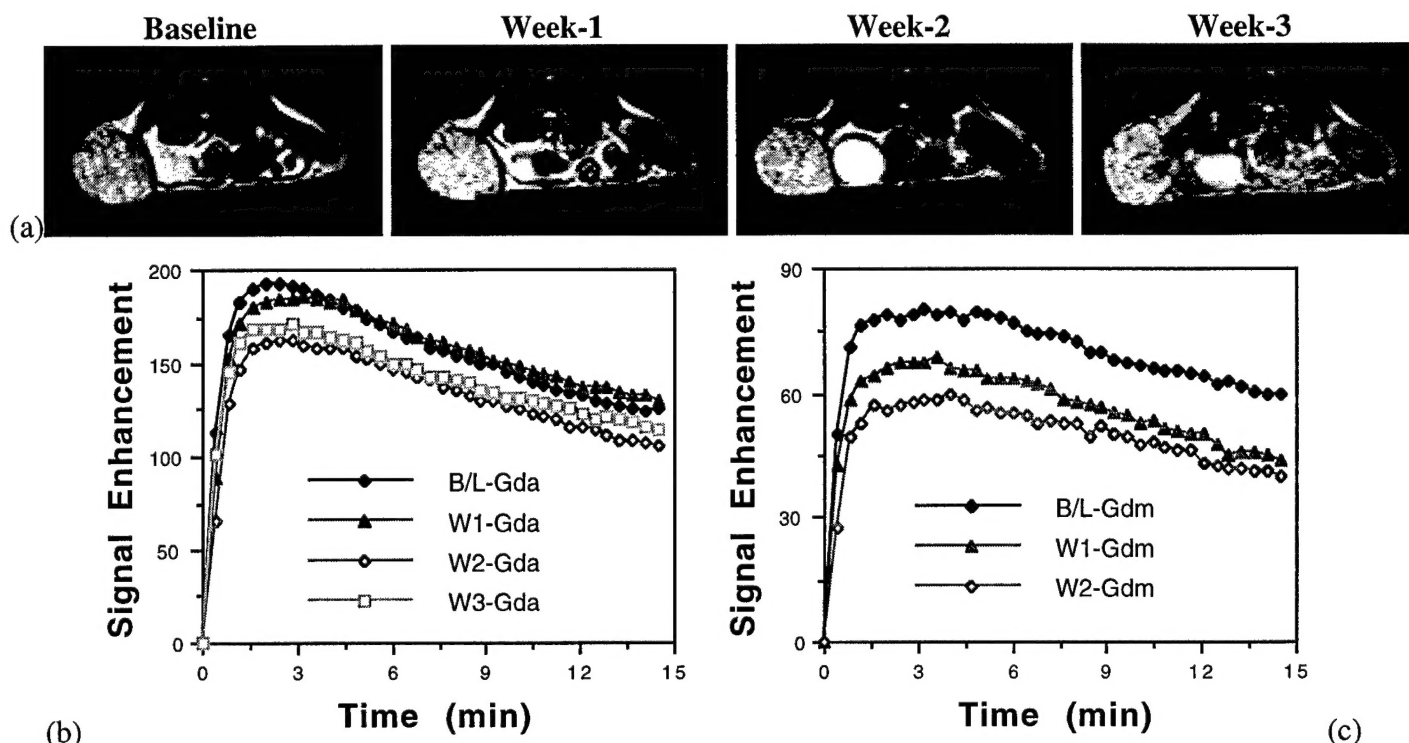 Baseline Week-1 Week-2 Week-3
(a)
200
150
100
50
0
Signal Enhancement
B/L-Gda
W1-Gda
W2-Gda
W3-Gda
0 3 6 9 12 15
Time (min)
(b)
90
60
30
0
Signal Enhancement
B/L-Gdm
W1-Gdm
W2-Gdm
0 3 6 9 12 15
Time (min)
(c)